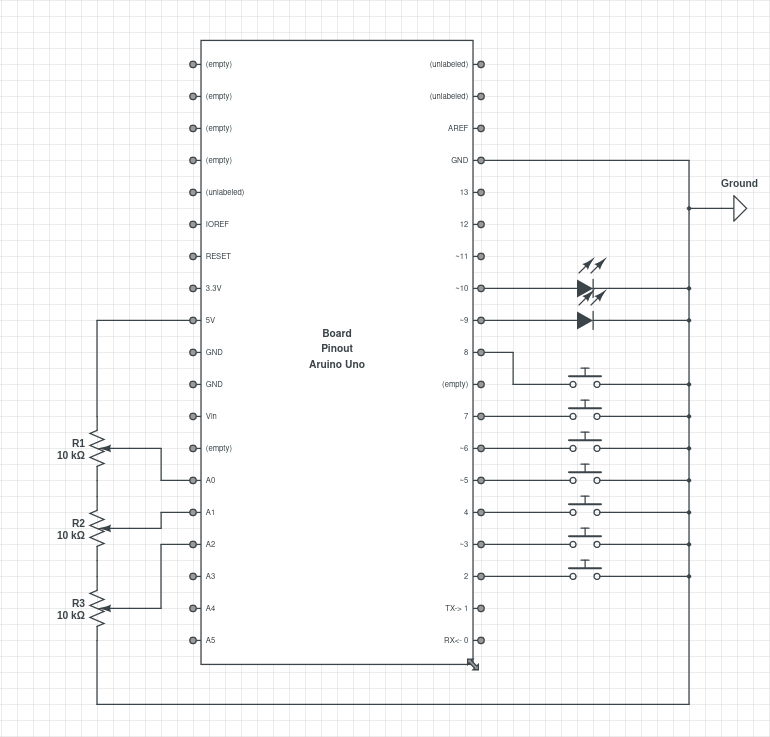 (empty)
(empty)
(empty)
(empty)
(unlabeled)
IOREF
RESET
3.3V
5V
GND
GND
Vin
(empty)
A0
A1
A2
A3
A4
A5
Board
Pinout
Aruino Uno
(unlabeled)
(unlabeled)
AREF
GND
13
12
~11
~10
~9
8
(empty)
7
~6
~5
4
~3
2
TX-> 1
RX<- 0
Ground
R1
10 kΩ
R2
10 kΩ
R3
10 kΩ